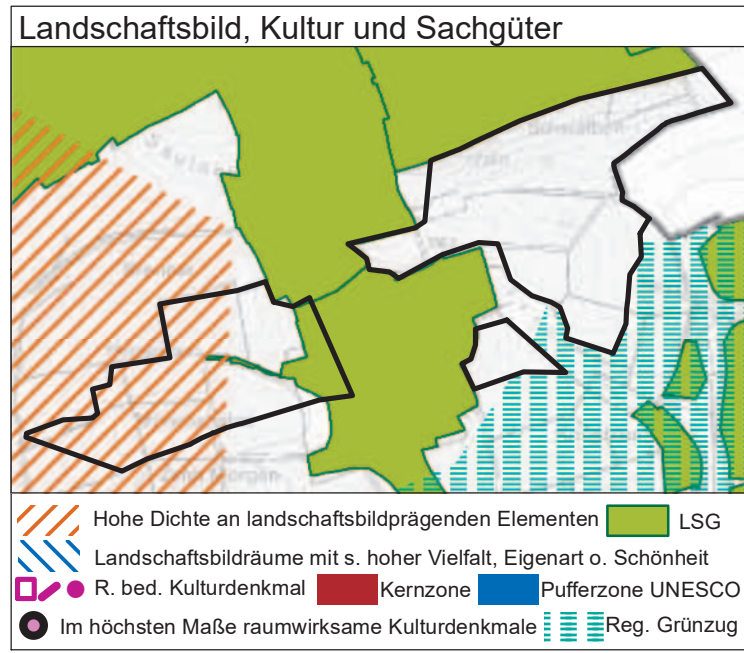 Landschaftsbild, Kultur und Sachgüter
Hohe Dichte an landschaftsbildprägenden Elementen LSG
Landschaftsbildräume mit s. hoher Vielfalt, Eigenart o. Schönheit
R. bed. Kulturdenkmal Kernzone Pufferzone UNESCO
Im höchsten Maße raumwirksame Kulturdenkmale Reg. Grünzug